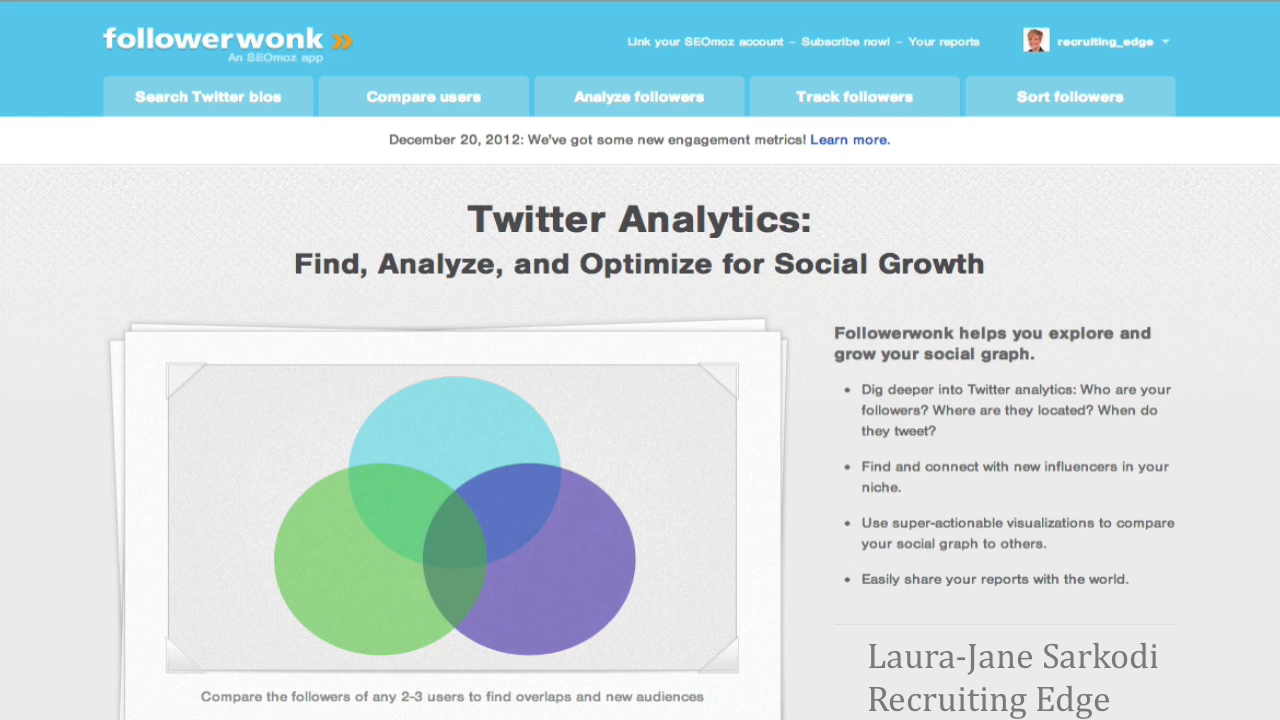 followerwonk »
An SEOmoz app
Link your SEOmoz account – Subscribe now! – Your reports
recruiting_edge
Search Twitter bios
Compare users
Analyze followers
Track followers
Sort followers
December 20, 2012: We've got some new engagement metrics! Learn more.
Twitter Analytics:
Find, Analyze, and Optimize for Social Growth
Compare the followers of any 2-3 users to find overlaps and new audiences
Followerwonk helps you explore and
grow your social graph.
• Dig deeper into Twitter analytics: Who are your
followers? Where are they located? When do
they tweet?
• Find and connect with new influencers in your
niche.
• Use super-actionable visualizations to compare
your social graph to others.
• Easily share your reports with the world.
Laura-Jane Sarkodi
Recruiting Edge